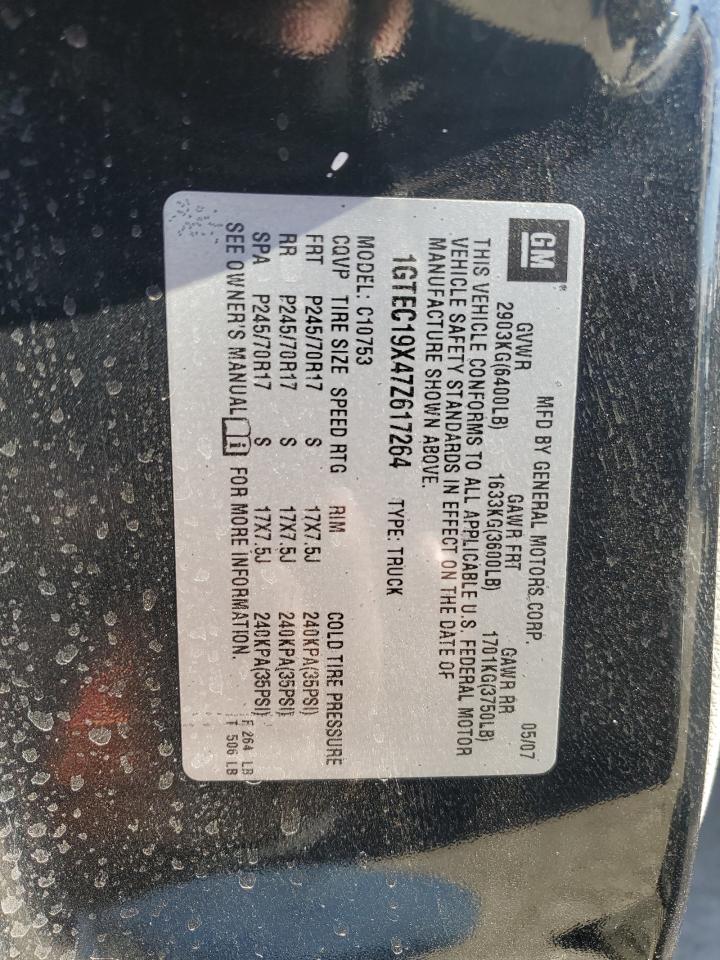 GM
MFD BY GENERAL MOTORS CORP.
05/07
GVWR GAWR FRT GAWR RR
2903KG(6400LB) 1633KG(3600LB) 1701KG(3750LB)
THIS VEHICLE CONFORMS TO ALL APPLICABLE U.S. FEDERAL MOTOR
VEHICLE SAFETY STANDARDS IN EFFECT ON THE DATE OF
MANUFACTURE SHOWN ABOVE.
1GTEC19X47Z617264 TYPE: TRUCK
MODEL: C10753
CQVP TIRE SIZE SPEED RTG RIM COLD TIRE PRESSURE
FRT P245/70R17 S 17X7.5J 240KPA(35PSI)
RR P245/70R17 S 17X7.5J 240KPA(35PSI)
SPA P245/70R17 S 17X7.5J 240KPA(35PSI)
SEE OWNER'S MANUAL i FOR MORE INFORMATION.
F 264 LB
T 506 LB